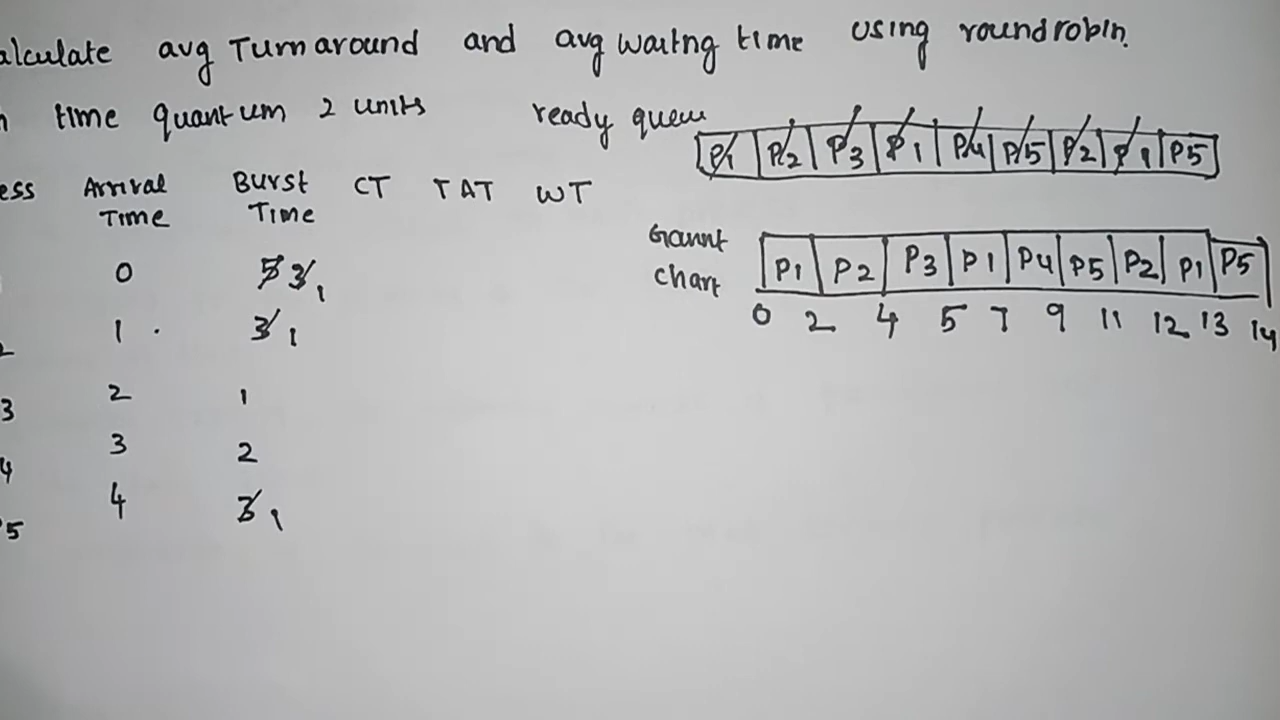 alculate avg Turnaround and avg waitng time using roundrobin.
n time quantum 2 units
ready queue
P1 P2 P3 P1 P4 P5 P2 P1 P5
ess Arrival Time Burst Time CT TAT WT
0 5 3 1
2 1 3 1
3 2 1
4 3 2
5 4 3 1
Gannt chart
P1 P2 P3 P1 P4 P5 P2 P1 P5
0 2 4 5 7 9 11 12 13 14